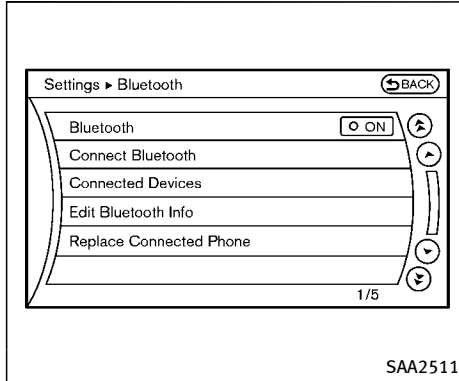 Settings ▸ Bluetooth BACK
Bluetooth ON
Connect Bluetooth
Connected Devices
Edit Bluetooth Info
Replace Connected Phone
1/5
SAA2511